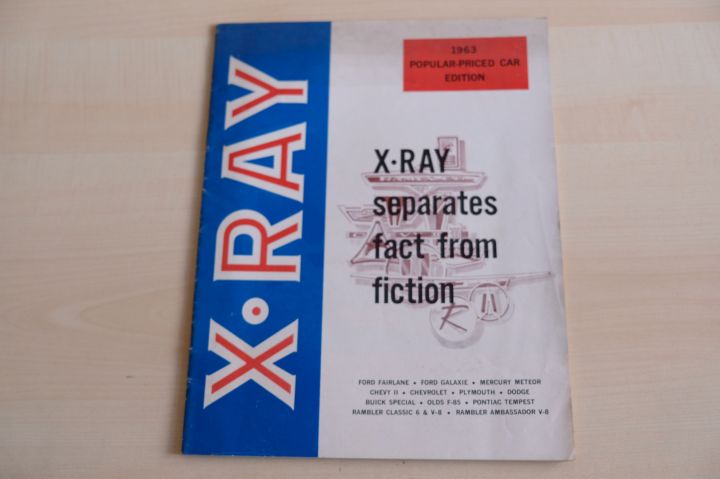 X•RAY
1963
POPULAR-PRICED CAR
EDITION
X•RAY
separates
fact from
fiction
R
FORD FAIRLANE • FORD GALAXIE • MERCURY METEOR
CHEVY II • CHEVROLET • PLYMOUTH • DODGE
BUICK SPECIAL • OLDS F-85 • PONTIAC TEMPEST
RAMBLER CLASSIC 6 & V-8 • RAMBLER AMBASSADOR V-8